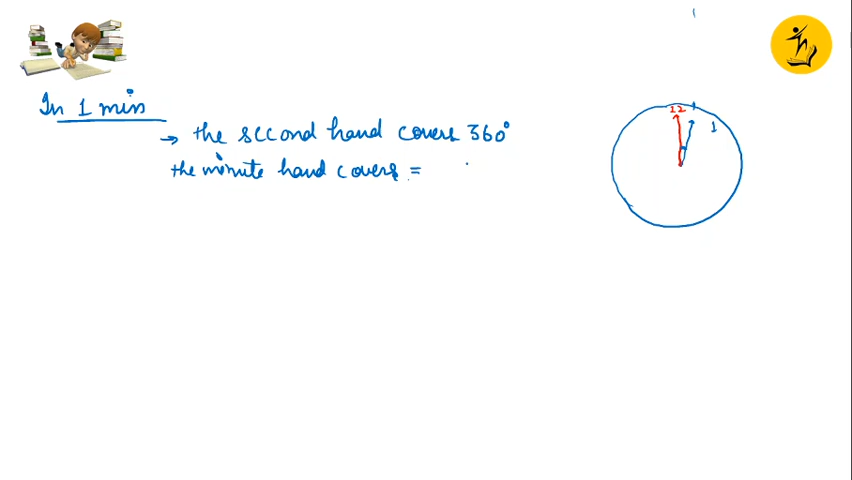 In 1 min
→ the second hand covers 360°
the minute hand covers =
12
1